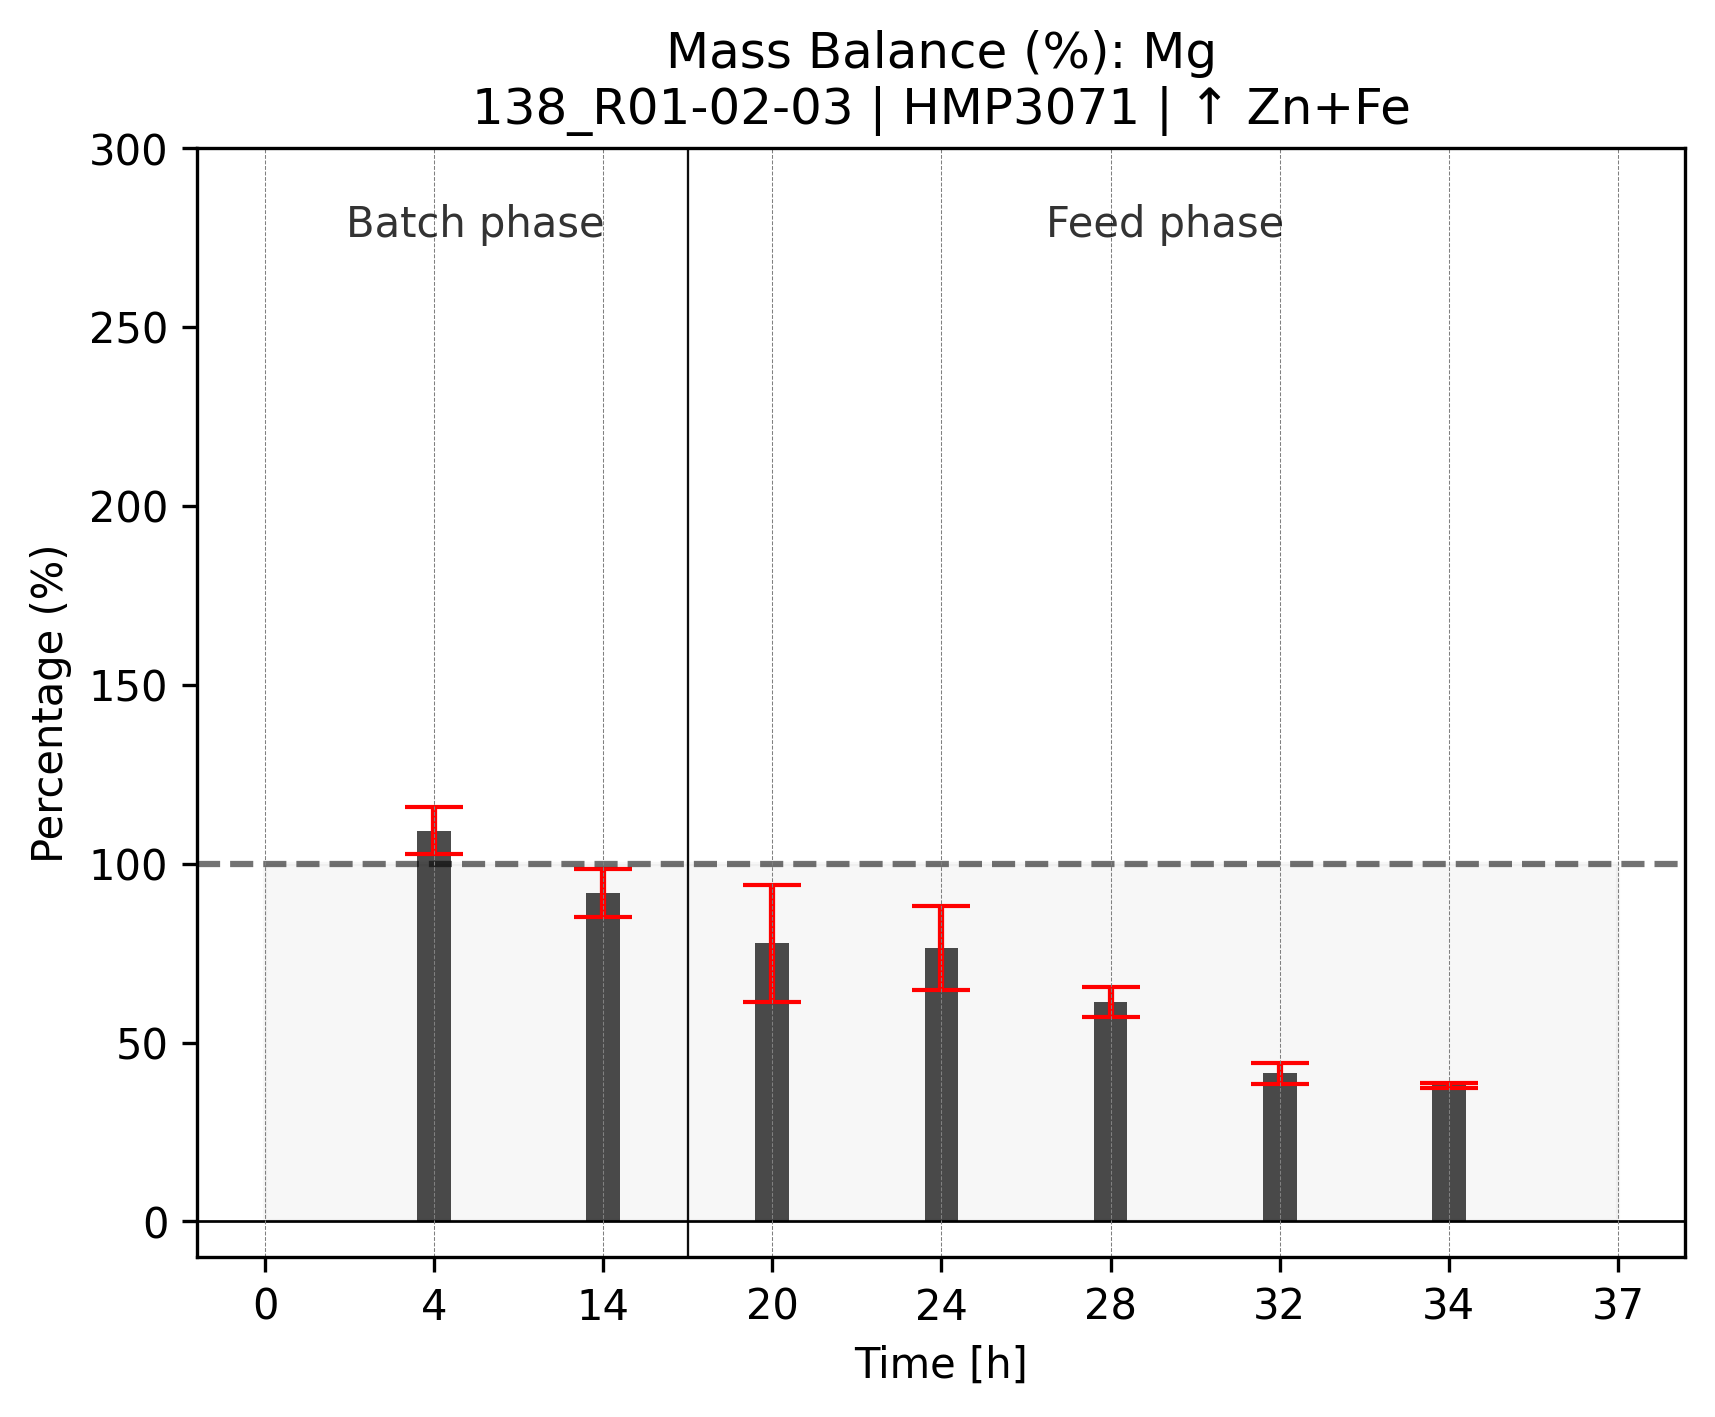 Mass Balance (%): Mg
138_R01-02-03 | HMP3071 | ↑ Zn+Fe
Batch phase
Feed phase
Percentage (%)
300
250
200
150
100
50
0
0 4 14 20 24 28 32 34 37
Time [h]